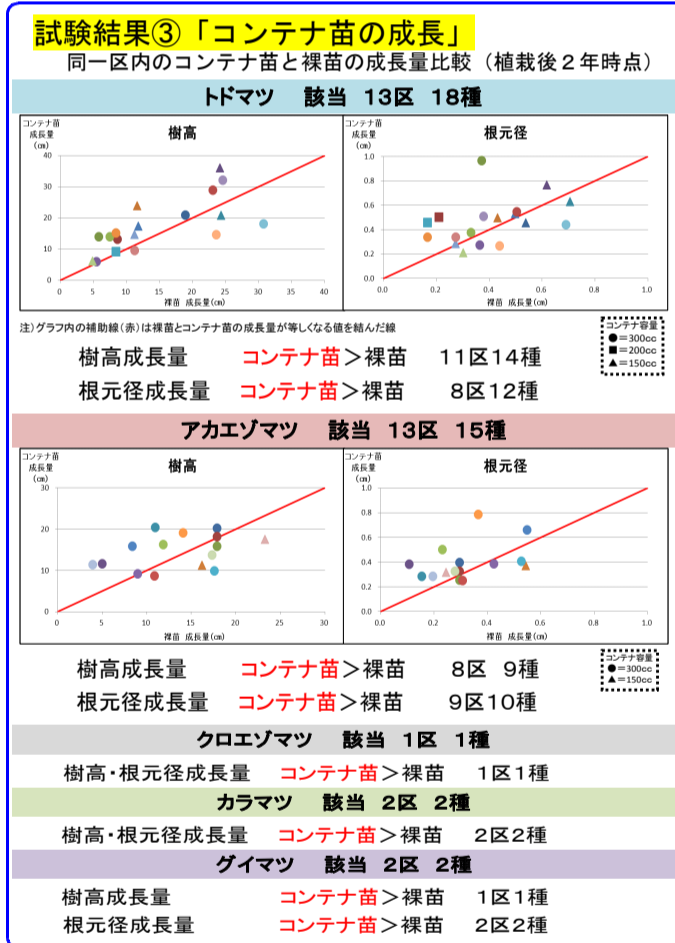 試験結果③「コンテナ苗の成長」
同一区内のコンテナ苗と裸苗の成長量比較（植栽後２年時点）
トドマツ　該当 13区 18種
コンテナ苗
成長量
(cm)
樹高
40
30
20
10
0
0 5 10 15 20 25 30 35 40
裸苗 成長量(cm)
コンテナ苗
成長量
(cm)
根元径
1.0
0.8
0.6
0.4
0.2
0.0
0.0 0.2 0.4 0.6 0.8 1.0
裸苗 成長量(cm)
注)グラフ内の補助線(赤)は裸苗とコンテナ苗の成長量が等しくなる値を結んだ線
コンテナ容量
●＝300cc
■＝200cc
▲＝150cc
樹高成長量　コンテナ苗＞裸苗　11区14種
根元径成長量　コンテナ苗＞裸苗　8区12種
アカエゾマツ　該当 13区 15種
コンテナ苗
成長量
(cm)
樹高
30
20
10
0
0 5 10 15 20 25 30
裸苗 成長量(cm)
コンテナ苗
成長量
(cm)
根元径
1.0
0.8
0.6
0.4
0.2
0.0
0.0 0.2 0.4 0.6 0.8 1.0
裸苗 成長量(cm)
コンテナ容量
●＝300cc
▲＝150cc
樹高成長量　コンテナ苗＞裸苗　8区 9種
根元径成長量　コンテナ苗＞裸苗　9区10種
クロエゾマツ　該当 1区 1種
樹高・根元径成長量　コンテナ苗＞裸苗　1区1種
カラマツ　該当 2区 2種
樹高・根元径成長量　コンテナ苗＞裸苗　2区2種
グイマツ　該当 2区 2種
樹高成長量　コンテナ苗＞裸苗　1区1種
根元径成長量　コンテナ苗＞裸苗　2区2種